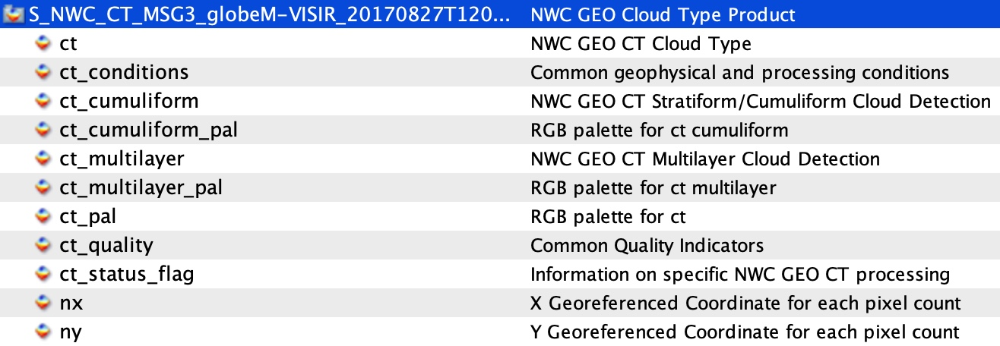 S_NWC_CT_MSG3_globeM-VISIR_20170827T120... NWC GEO Cloud Type Product
ct NWC GEO CT Cloud Type
ct_conditions Common geophysical and processing conditions
ct_cumuliform NWC GEO CT Stratiform/Cumuliform Cloud Detection
ct_cumuliform_pal RGB palette for ct cumuliform
ct_multilayer NWC GEO CT Multilayer Cloud Detection
ct_multilayer_pal RGB palette for ct multilayer
ct_pal RGB palette for ct
ct_quality Common Quality Indicators
ct_status_flag Information on specific NWC GEO CT processing
nx X Georeferenced Coordinate for each pixel count
ny Y Georeferenced Coordinate for each pixel count